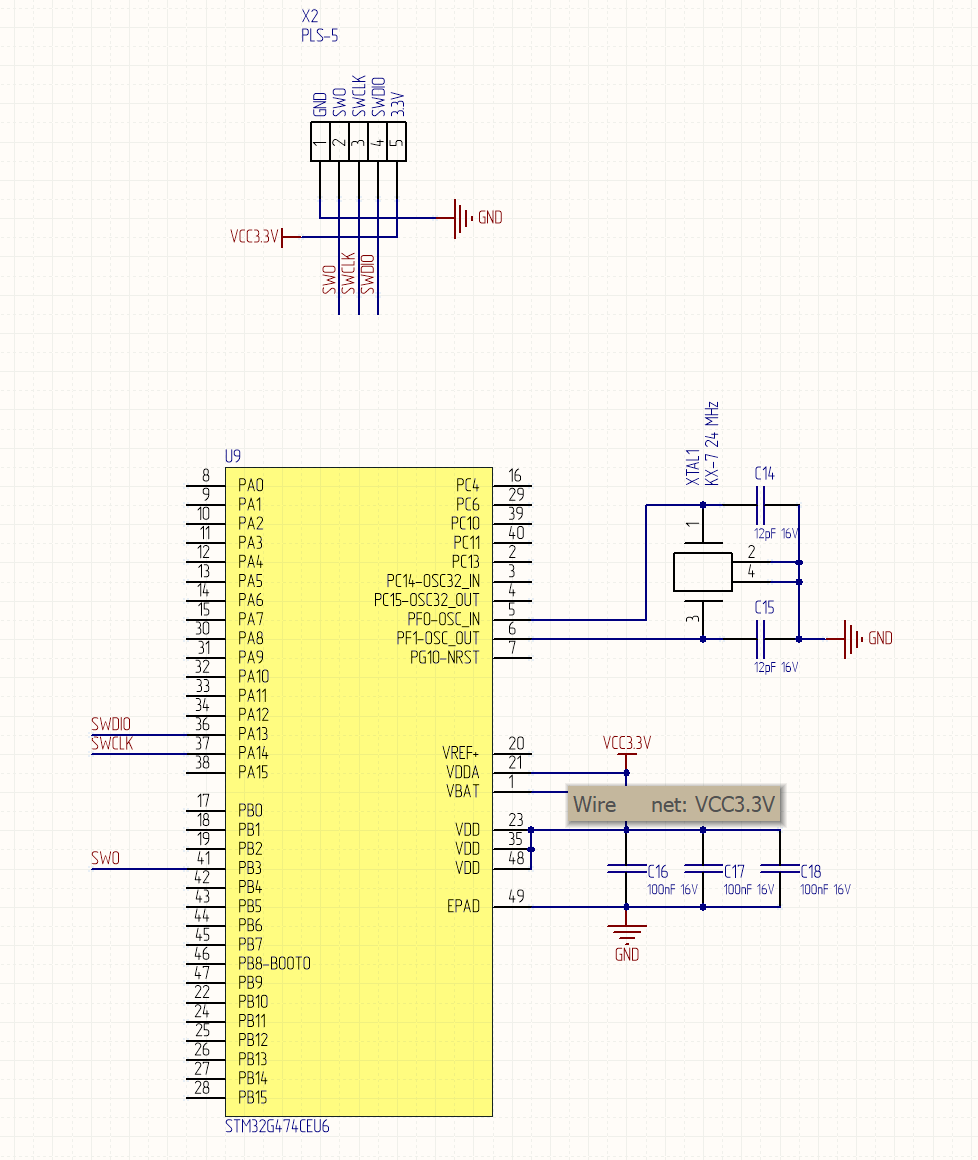 X2
PLS-5
GND
SWO
SWCLK
SWDIO
3.3V
1
2
3
4
5
GND
VCC3.3V
SWO
SWCLK
SWDIO
XTAL1
KX-7 24 MHz
C14
12pF 16V
1
2
4
3
C15
12pF 16V
GND
U9
8 PA0
9 PA1
10 PA2
11 PA3
12 PA4
13 PA5
14 PA6
15 PA7
30 PA8
31 PA9
32 PA10
33 PA11
34 PA12
SWDIO 36 PA13
SWCLK 37 PA14
38 PA15
17 PB0
18 PB1
19 PB2
SWO 41 PB3
42 PB4
43 PB5
44 PB6
45 PB7
46 PB8-BOOT0
47 PB9
22 PB10
24 PB11
25 PB12
26 PB13
27 PB14
28 PB15
PC4 16
PC6 29
PC10 39
PC11 40
PC13 2
PC14-OSC32_IN 3
PC15-OSC32_OUT 4
PF0-OSC_IN 5
PF1-OSC_OUT 6
PG10-NRST 7
VREF+ 20
VDDA 21
VBAT 1
VDD 23
VDD 35
VDD 48
EPAD 49
VCC3.3V
Wire net: VCC3.3V
C16
100nF 16V
C17
100nF 16V
C18
100nF 16V
GND
STM32G474CEU6